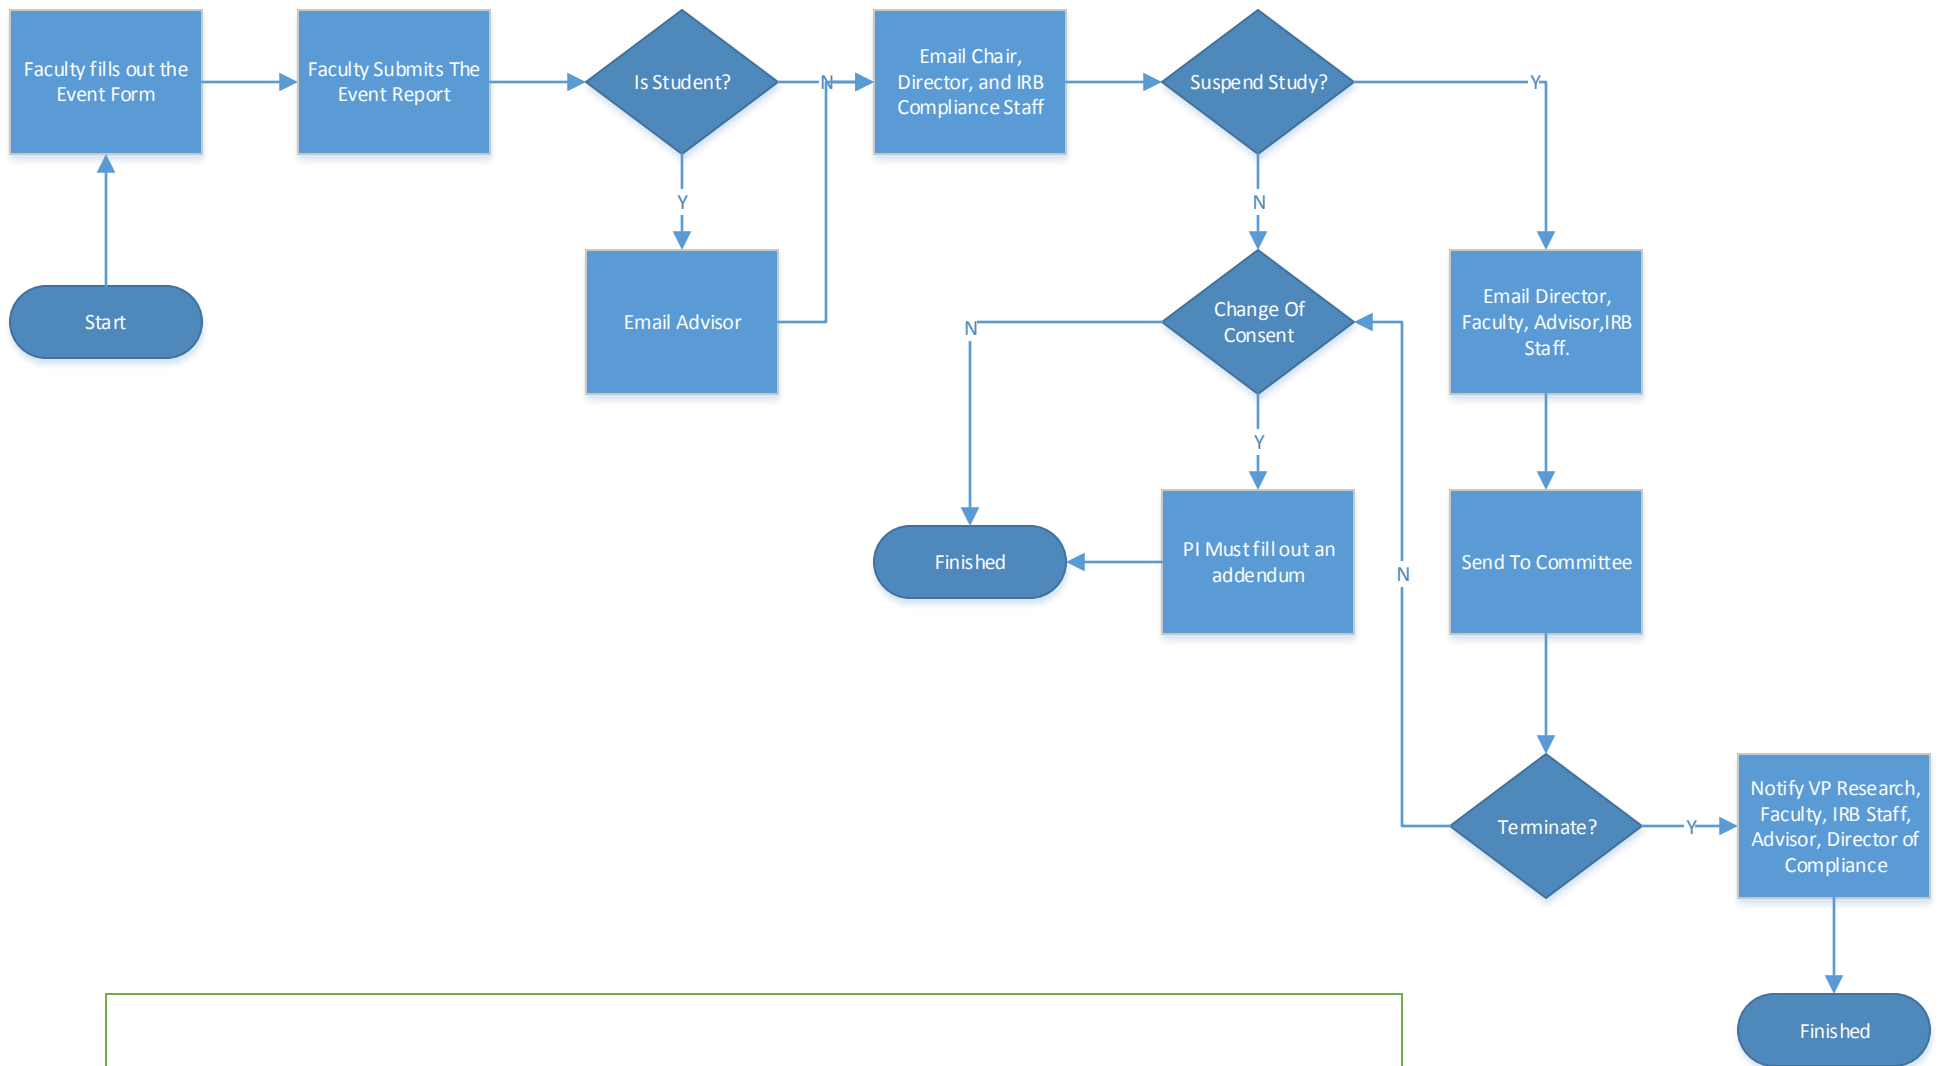 Faculty fills out the
Event Form
Faculty Submits The
Event Report
Is Student?
N
Email Chair,
Director, and IRB
Compliance Staff
Suspend Study?
Y
Y
N
Start
Email Advisor
N
Change Of
Consent
Email Director,
Faculty, Advisor,IRB
Staff.
Y
Finished
PI Must fill out an
addendum
N
Send To Committee
Terminate?
Y
Notify VP Research,
Faculty, IRB Staff,
Advisor, Director of
Compliance
Finished